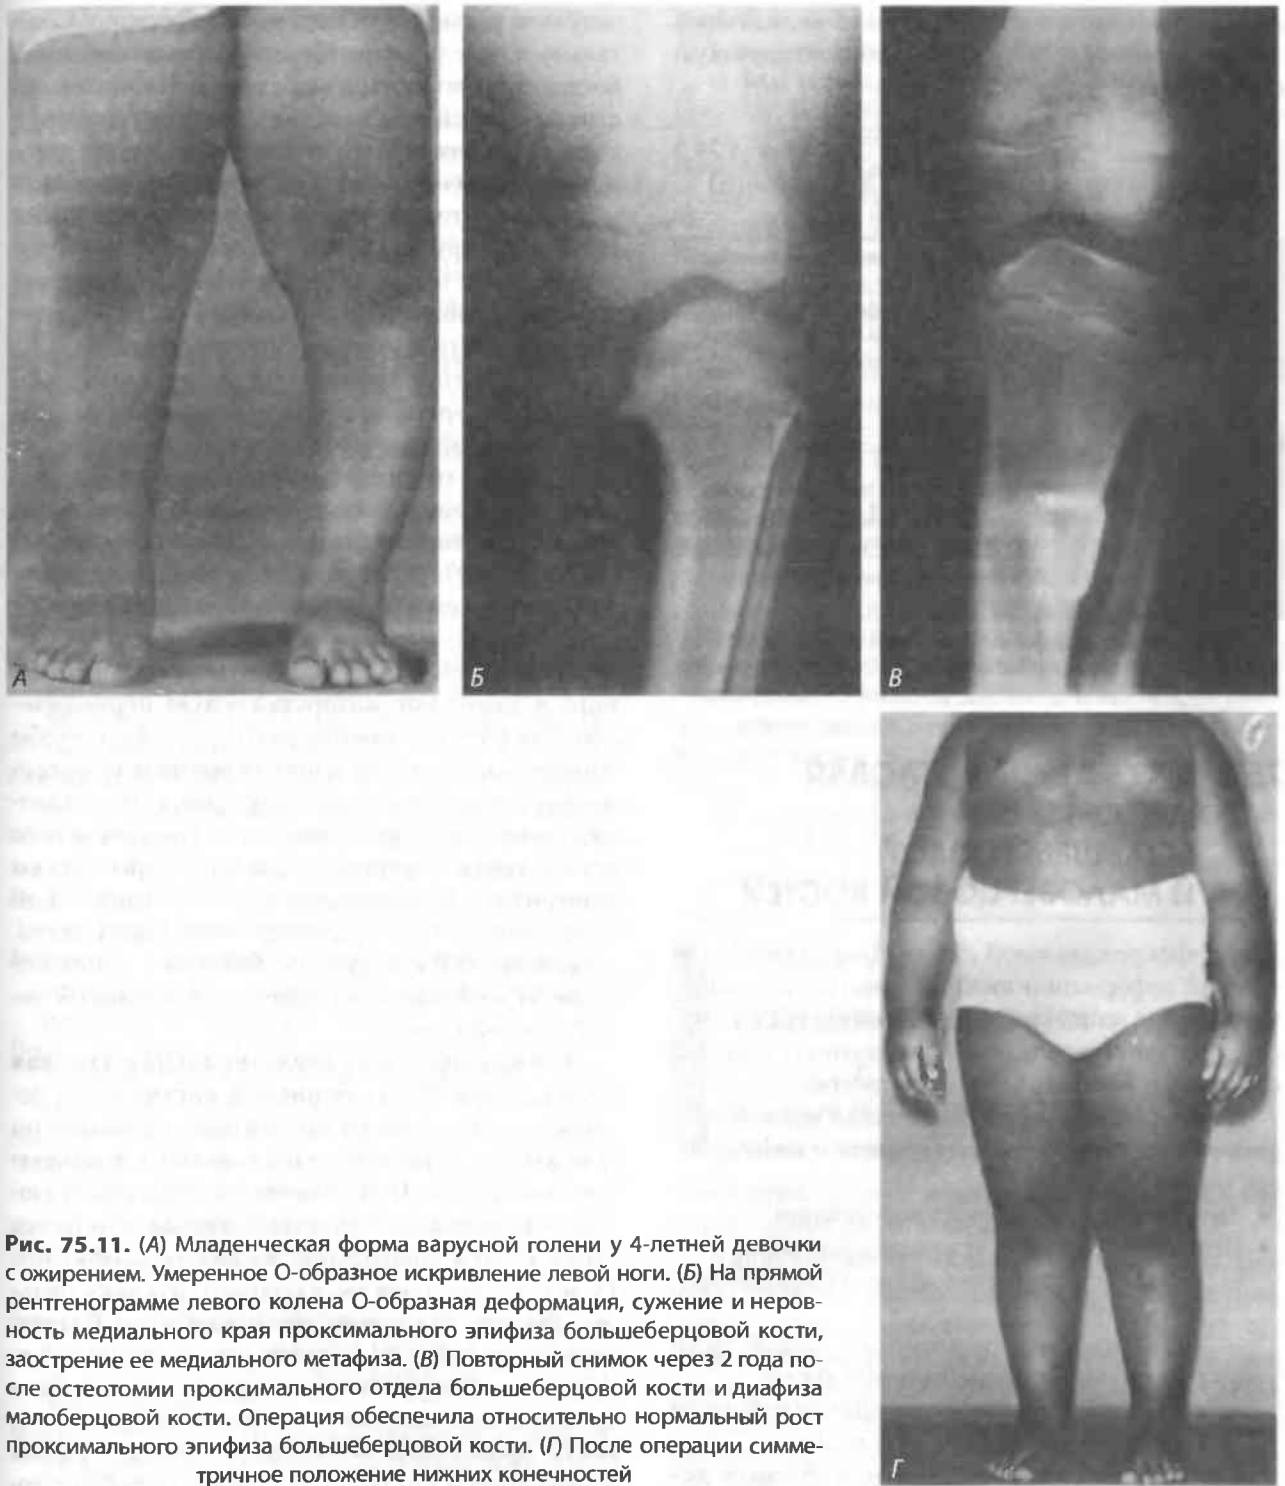 А
Б
В
Рис. 75.11. (А) Младенческая форма варусной голени у 4-летней девочки
с ожирением. Умеренное О-образное искривление левой ноги. (Б) На прямой
рентгенограмме левого колена О-образная деформация, сужение и неров-
ность медиального края проксимального эпифиза большеберцовой кости,
заострение ее медиального метафиза. (В) Повторный снимок через 2 года по-
сле остеотомии проксимального отдела большеберцовой кости и диафиза
малоберцовой кости. Операция обеспечила относительно нормальный рост
проксимального эпифиза большеберцовой кости. (Г) После операции симме-
тричное положение нижних конечностей
Г